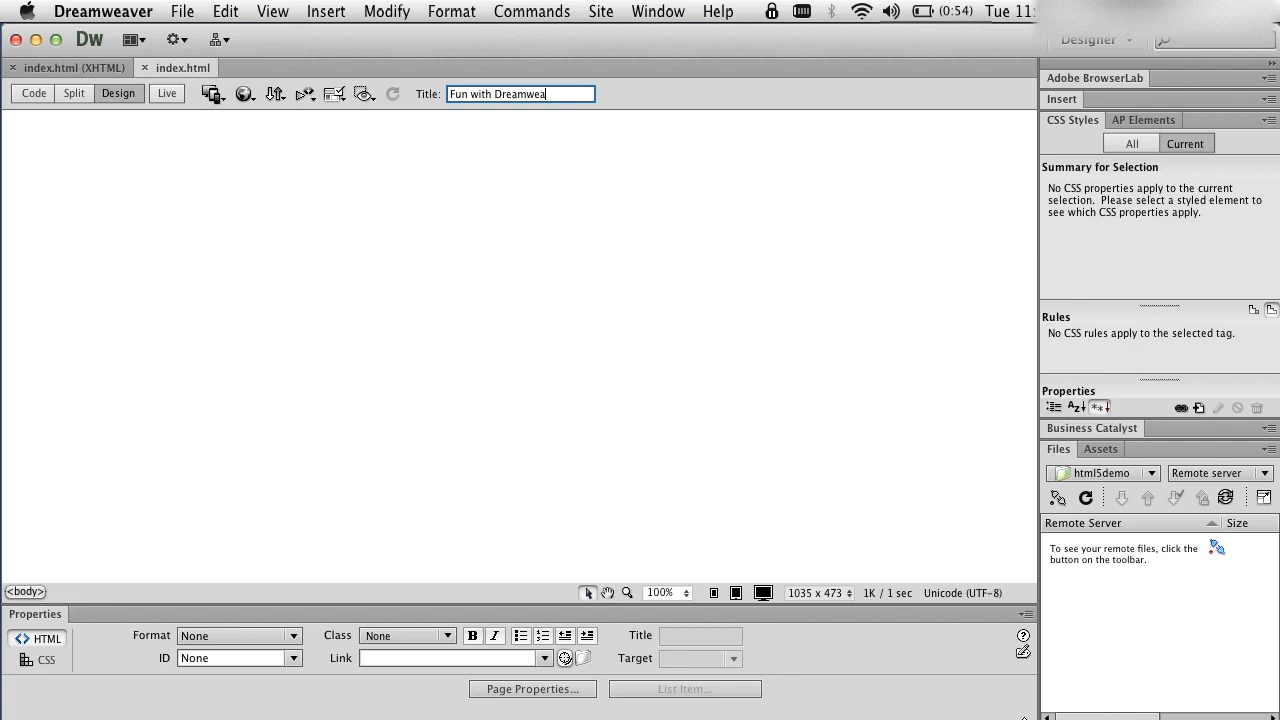 Dreamweaver File Edit View Insert Modify Format Commands Site Window Help (0:54) Tue 11:
Dw Designer
index.html (XHTML) index.html
Code Split Design Live Title: Fun with Dreamwea
Adobe BrowserLab
Insert
CSS Styles AP Elements
All Current
Summary for Selection
No CSS properties apply to the current
selection. Please select a styled element to
see which CSS properties apply.
Rules
No CSS rules apply to the selected tag.
Properties
Business Catalyst
Files Assets
html5demo Remote server
Remote Server Size
To see your remote files, click the
button on the toolbar.
<body> 100% 1035 x 473 1K / 1 sec Unicode (UTF-8)
Properties
HTML Format None Class None B I Title
CSS ID None Link Target
Page Properties... List Item...